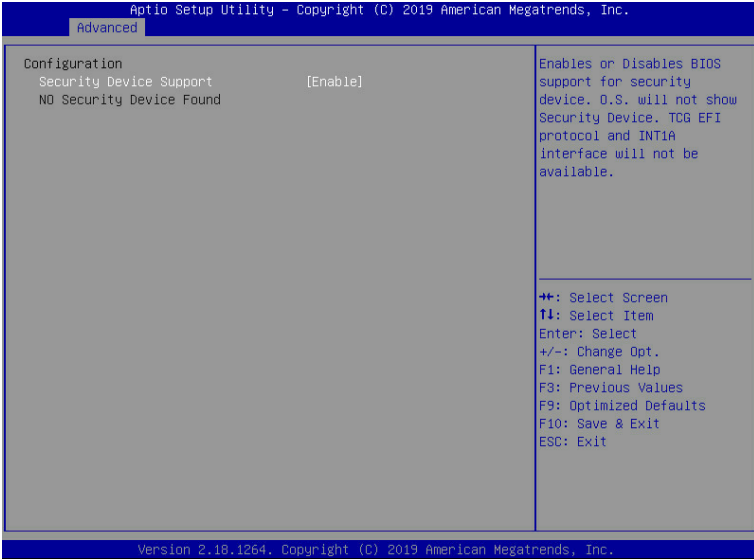 Aptio Setup Utility – Copyright (C) 2019 American Megatrends, Inc.
Advanced
Configuration
Security Device Support [Enable]
NO Security Device Found
Enables or Disables BIOS
support for security
device. O.S. will not show
Security Device. TCG EFI
protocol and INT1A
interface will not be
available.
→←: Select Screen
↑↓: Select Item
Enter: Select
+/-: Change Opt.
F1: General Help
F3: Previous Values
F9: Optimized Defaults
F10: Save & Exit
ESC: Exit
Version 2.18.1264. Copyright (C) 2019 American Megatrends, Inc.